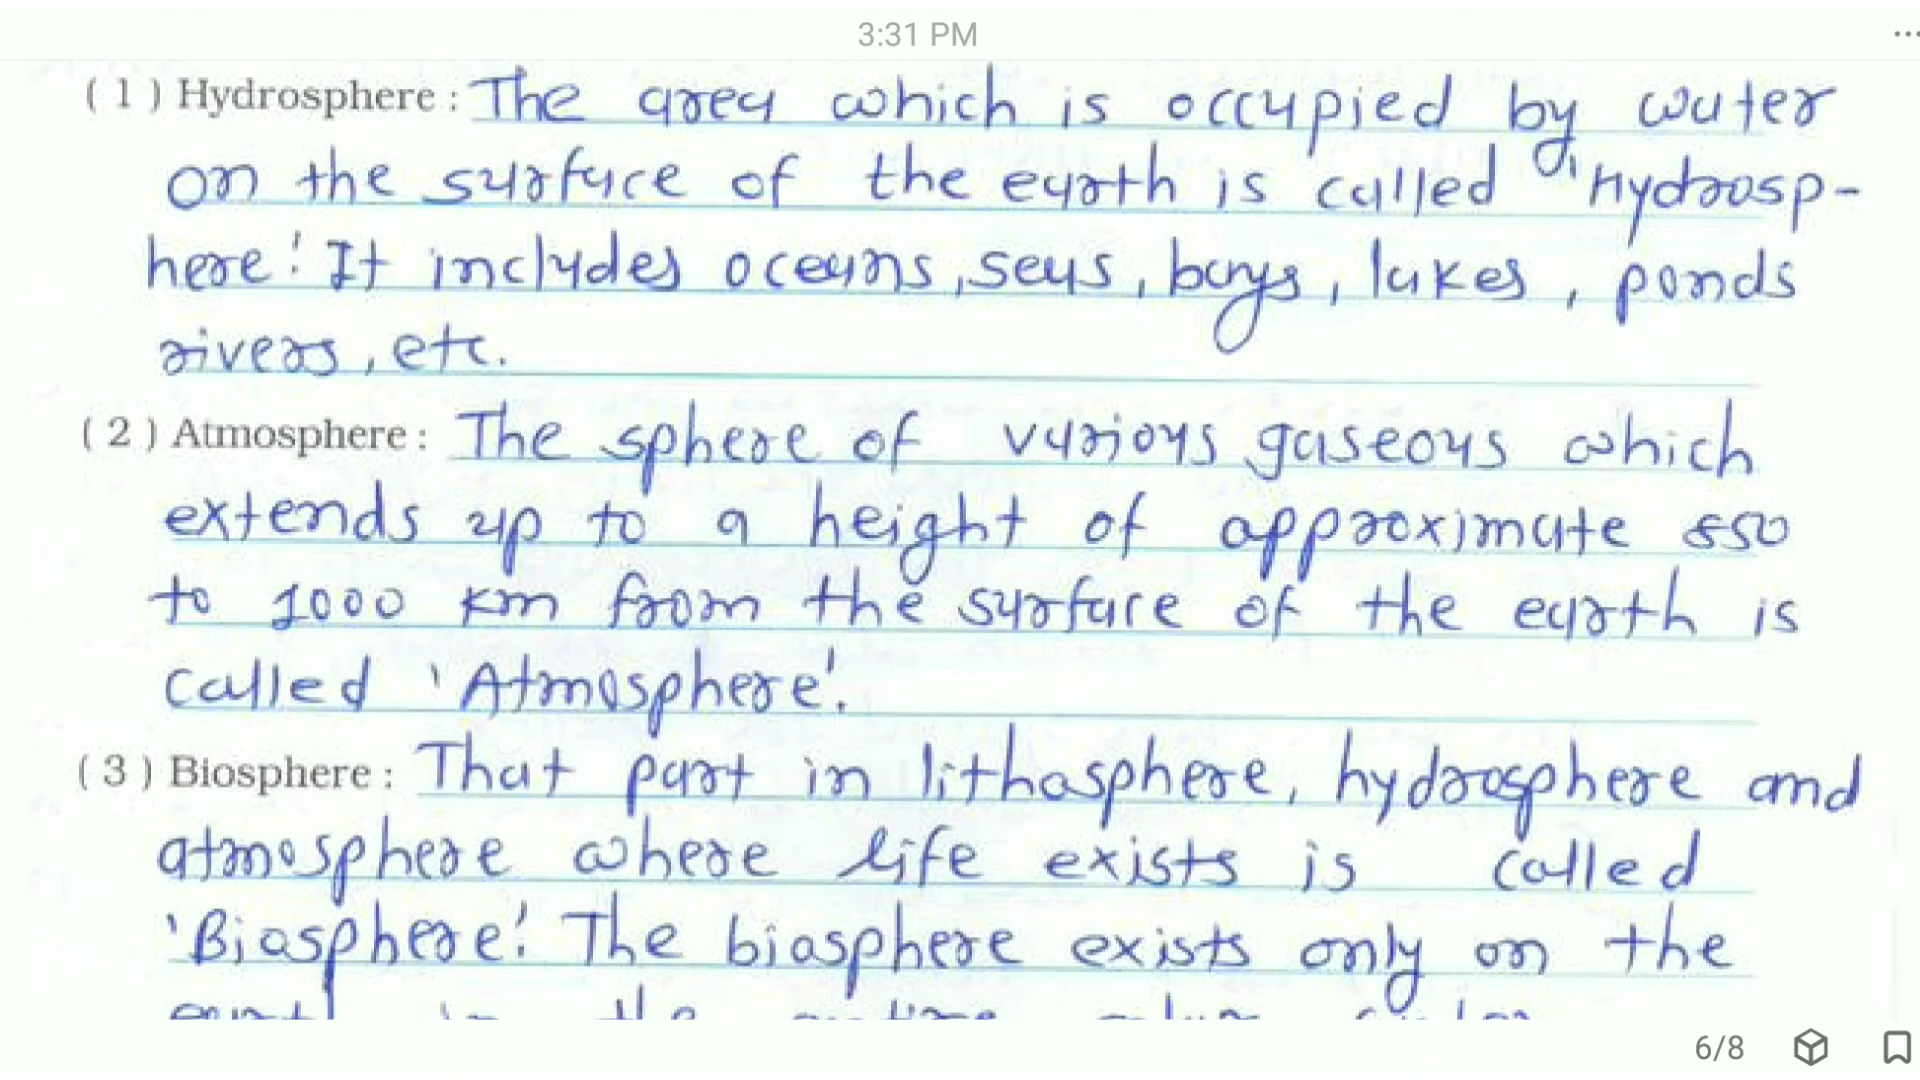 3:31 PM
( 1 ) Hydrosphere : The area which is occupied by water
on the surface of the earth is called 'Hydrosp-
here'. It includes oceans, seas, bays, lakes, ponds
rivers, etc.
( 2 ) Atmosphere : The sphere of various gaseous which
extends up to a height of approximate 850
to 1000 km from the surface of the earth is
called 'Atmosphere'.
( 3 ) Biosphere : That part in lithosphere, hydrosphere and
atmosphere where life exists is called
'Biosphere'. The biosphere exists only on the
6/8